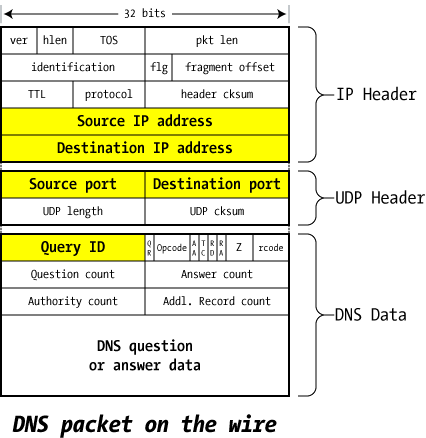 32 bits
ver hlen TOS pkt len
identification flg fragment offset
TTL protocol header cksum
Source IP address
Destination IP address
IP Header
Source port Destination port
UDP length UDP cksum
UDP Header
Query ID QR Opcode AA TC RD RA Z rcode
Question count Answer count
Authority count Addl. Record count
DNS question
or answer data
DNS Data
DNS packet on the wire